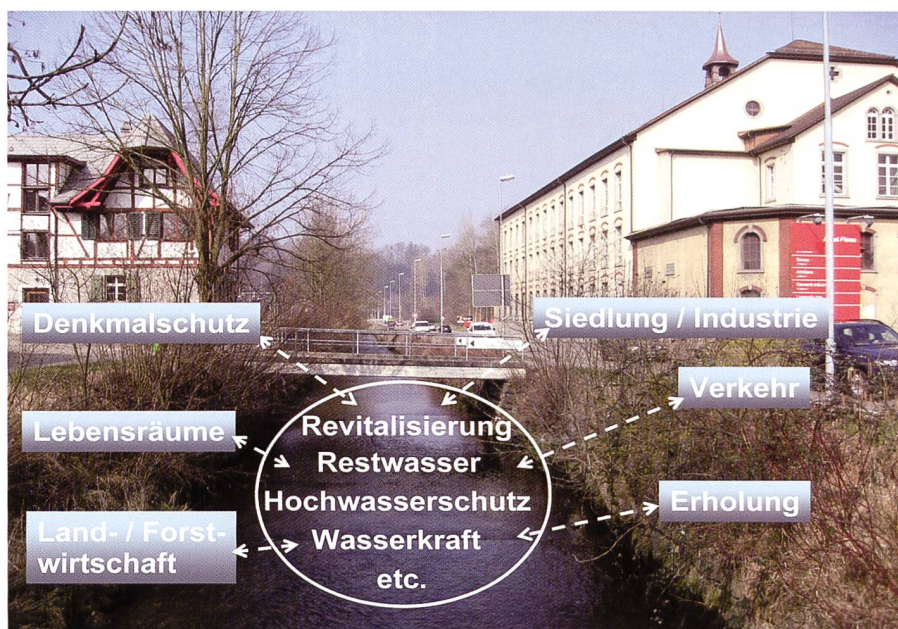 Denkmalschutz
Siedlung / Industrie
Verkehr
Lebensräume
Revitalisierung
Restwasser
Hochwasserschutz
Wasserkraft
etc.
Erholung
Land- / Forst-
wirtschaft